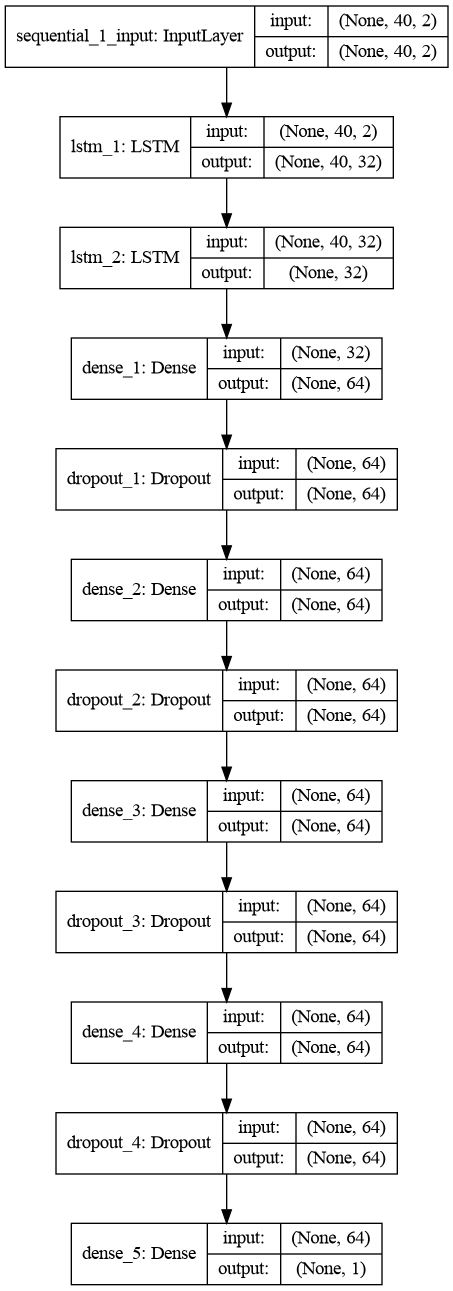 sequential_1_input: InputLayer
input: (None, 40, 2)
output: (None, 40, 2)
lstm_1: LSTM
input: (None, 40, 2)
output: (None, 40, 32)
lstm_2: LSTM
input: (None, 40, 32)
output: (None, 32)
dense_1: Dense
input: (None, 32)
output: (None, 64)
dropout_1: Dropout
input: (None, 64)
output: (None, 64)
dense_2: Dense
input: (None, 64)
output: (None, 64)
dropout_2: Dropout
input: (None, 64)
output: (None, 64)
dense_3: Dense
input: (None, 64)
output: (None, 64)
dropout_3: Dropout
input: (None, 64)
output: (None, 64)
dense_4: Dense
input: (None, 64)
output: (None, 64)
dropout_4: Dropout
input: (None, 64)
output: (None, 64)
dense_5: Dense
input: (None, 64)
output: (None, 1)